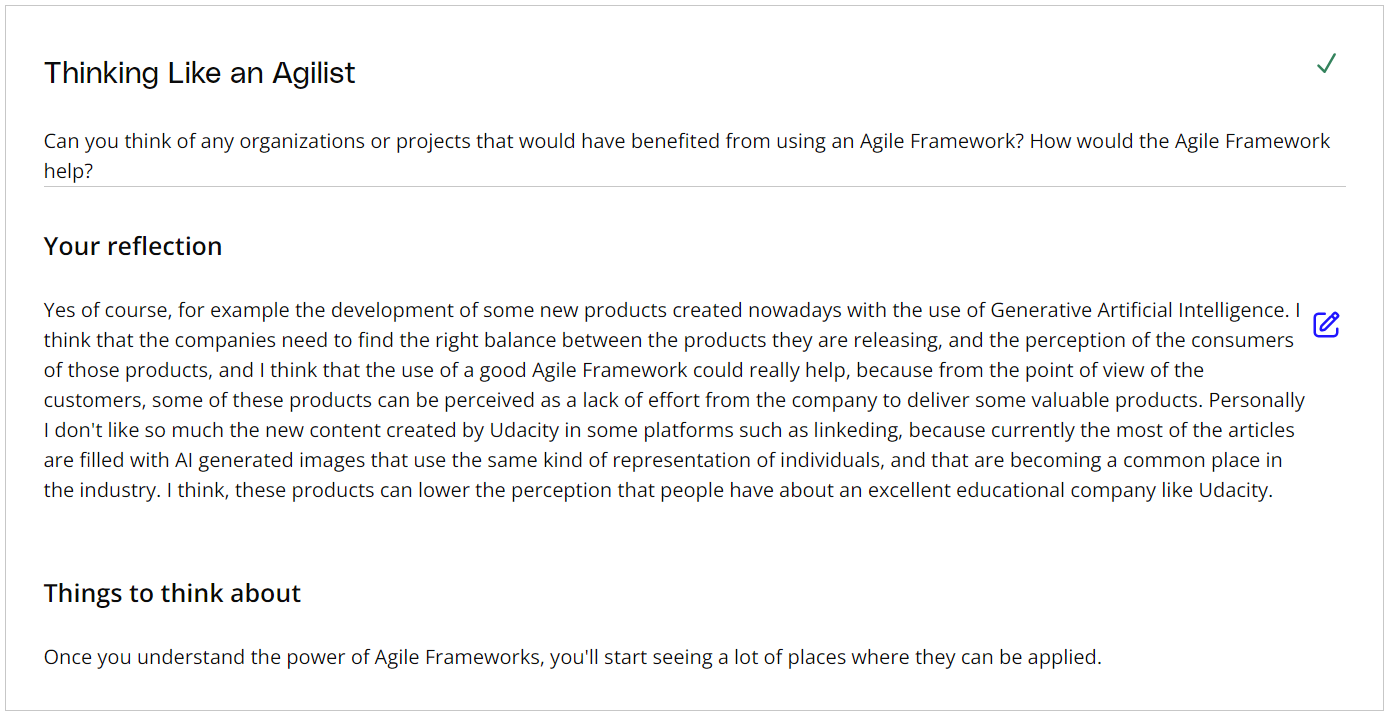 Thinking Like an Agilist
Can you think of any organizations or projects that would have benefited from using an Agile Framework? How would the Agile Framework
help?
Your reflection
Yes of course, for example the development of some new products created nowadays with the use of Generative Artificial Intelligence. I
think that the companies need to find the right balance between the products they are releasing, and the perception of the consumers
of those products, and I think that the use of a good Agile Framework could really help, because from the point of view of the
customers, some of these products can be perceived as a lack of effort from the company to deliver some valuable products. Personally
I don't like so much the new content created by Udacity in some platforms such as linkeding, because currently the most of the articles
are filled with AI generated images that use the same kind of representation of individuals, and that are becoming a common place in
the industry. I think, these products can lower the perception that people have about an excellent educational company like Udacity.
Things to think about
Once you understand the power of Agile Frameworks, you'll start seeing a lot of places where they can be applied.